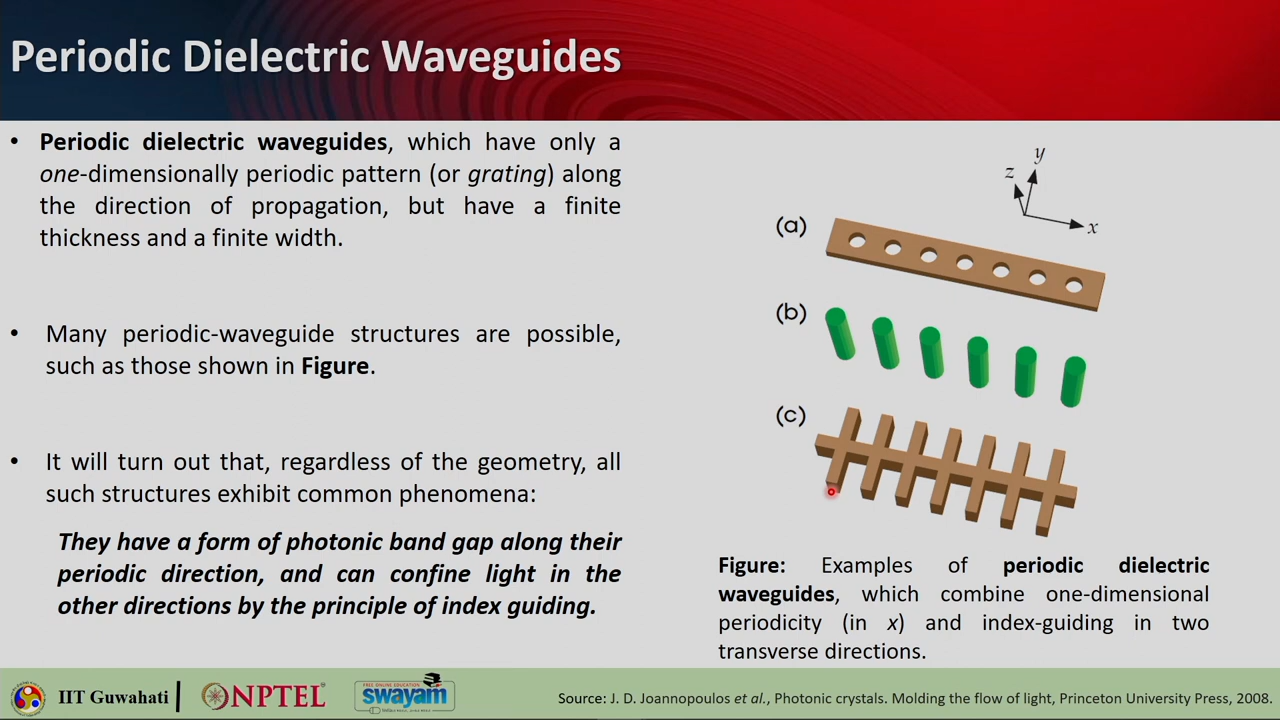 Periodic Dielectric Waveguides
• Periodic dielectric waveguides, which have only a
one-dimensionally periodic pattern (or grating) along
the direction of propagation, but have a finite
thickness and a finite width.
• Many periodic-waveguide structures are possible,
such as those shown in Figure.
• It will turn out that, regardless of the geometry, all
such structures exhibit common phenomena:
They have a form of photonic band gap along their
periodic direction, and can confine light in the
other directions by the principle of index guiding.
y
z
x
(a)
(b)
(c)
Figure: Examples of periodic dielectric
waveguides, which combine one-dimensional
periodicity (in x) and index-guiding in two
transverse directions.
IIT Guwahati
NPTEL
FREE ONLINE EDUCATION
swayam
Source: J. D. Joannopoulos et al., Photonic crystals. Molding the flow of light, Princeton University Press, 2008.